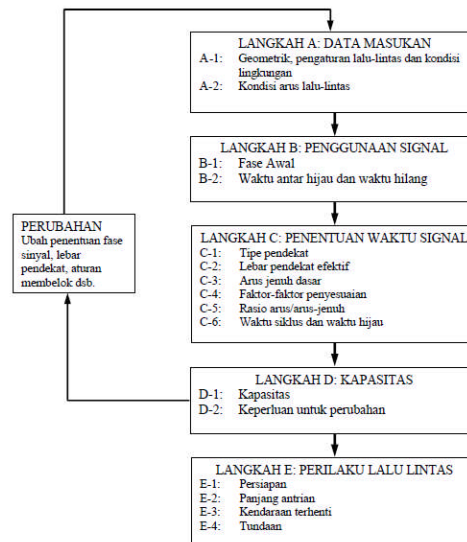 LANGKAH A: DATA MASUKAN
A-1: Geometrik, pengaturan lalu-lintas dan kondisi
lingkungan
A-2: Kondisi arus lalu-lintas
LANGKAH B: PENGGUNAAN SIGNAL
B-1: Fase Awal
B-2: Waktu antar hijau dan waktu hilang
PERUBAHAN
Ubah penentuan fase
sinyal, lebar
pendekat, aturan
membelok dsb.
LANGKAH C: PENENTUAN WAKTU SIGNAL
C-1: Tipe pendekat
C-2: Lebar pendekat efektif
C-3: Arus jenuh dasar
C-4: Faktor-faktor penyesuaian
C-5: Rasio arus/arus-jenuh
C-6: Waktu siklus dan waktu hijau
LANGKAH D: KAPASITAS
D-1: Kapasitas
D-2: Keperluan untuk perubahan
LANGKAH E: PERILAKU LALU LINTAS
E-1: Persiapan
E-2: Panjang antrian
E-3: Kendaraan terhenti
E-4: Tundaan